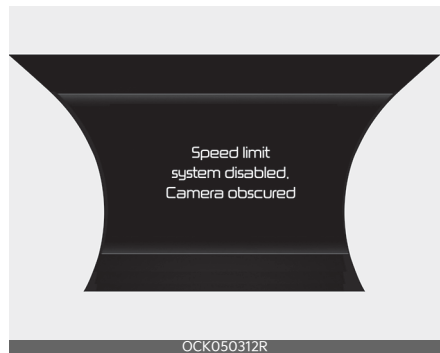 Speed limit
system disabled.
Camera obscured
OCK050312R